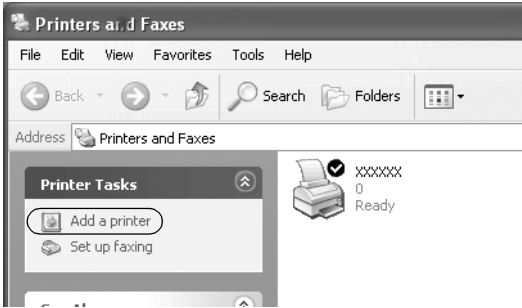 Printers and Faxes
File Edit View Favorites Tools Help
Back Search Folders
Address Printers and Faxes
Printer Tasks
Add a printer
Set up faxing
xxxxxx
0
Ready